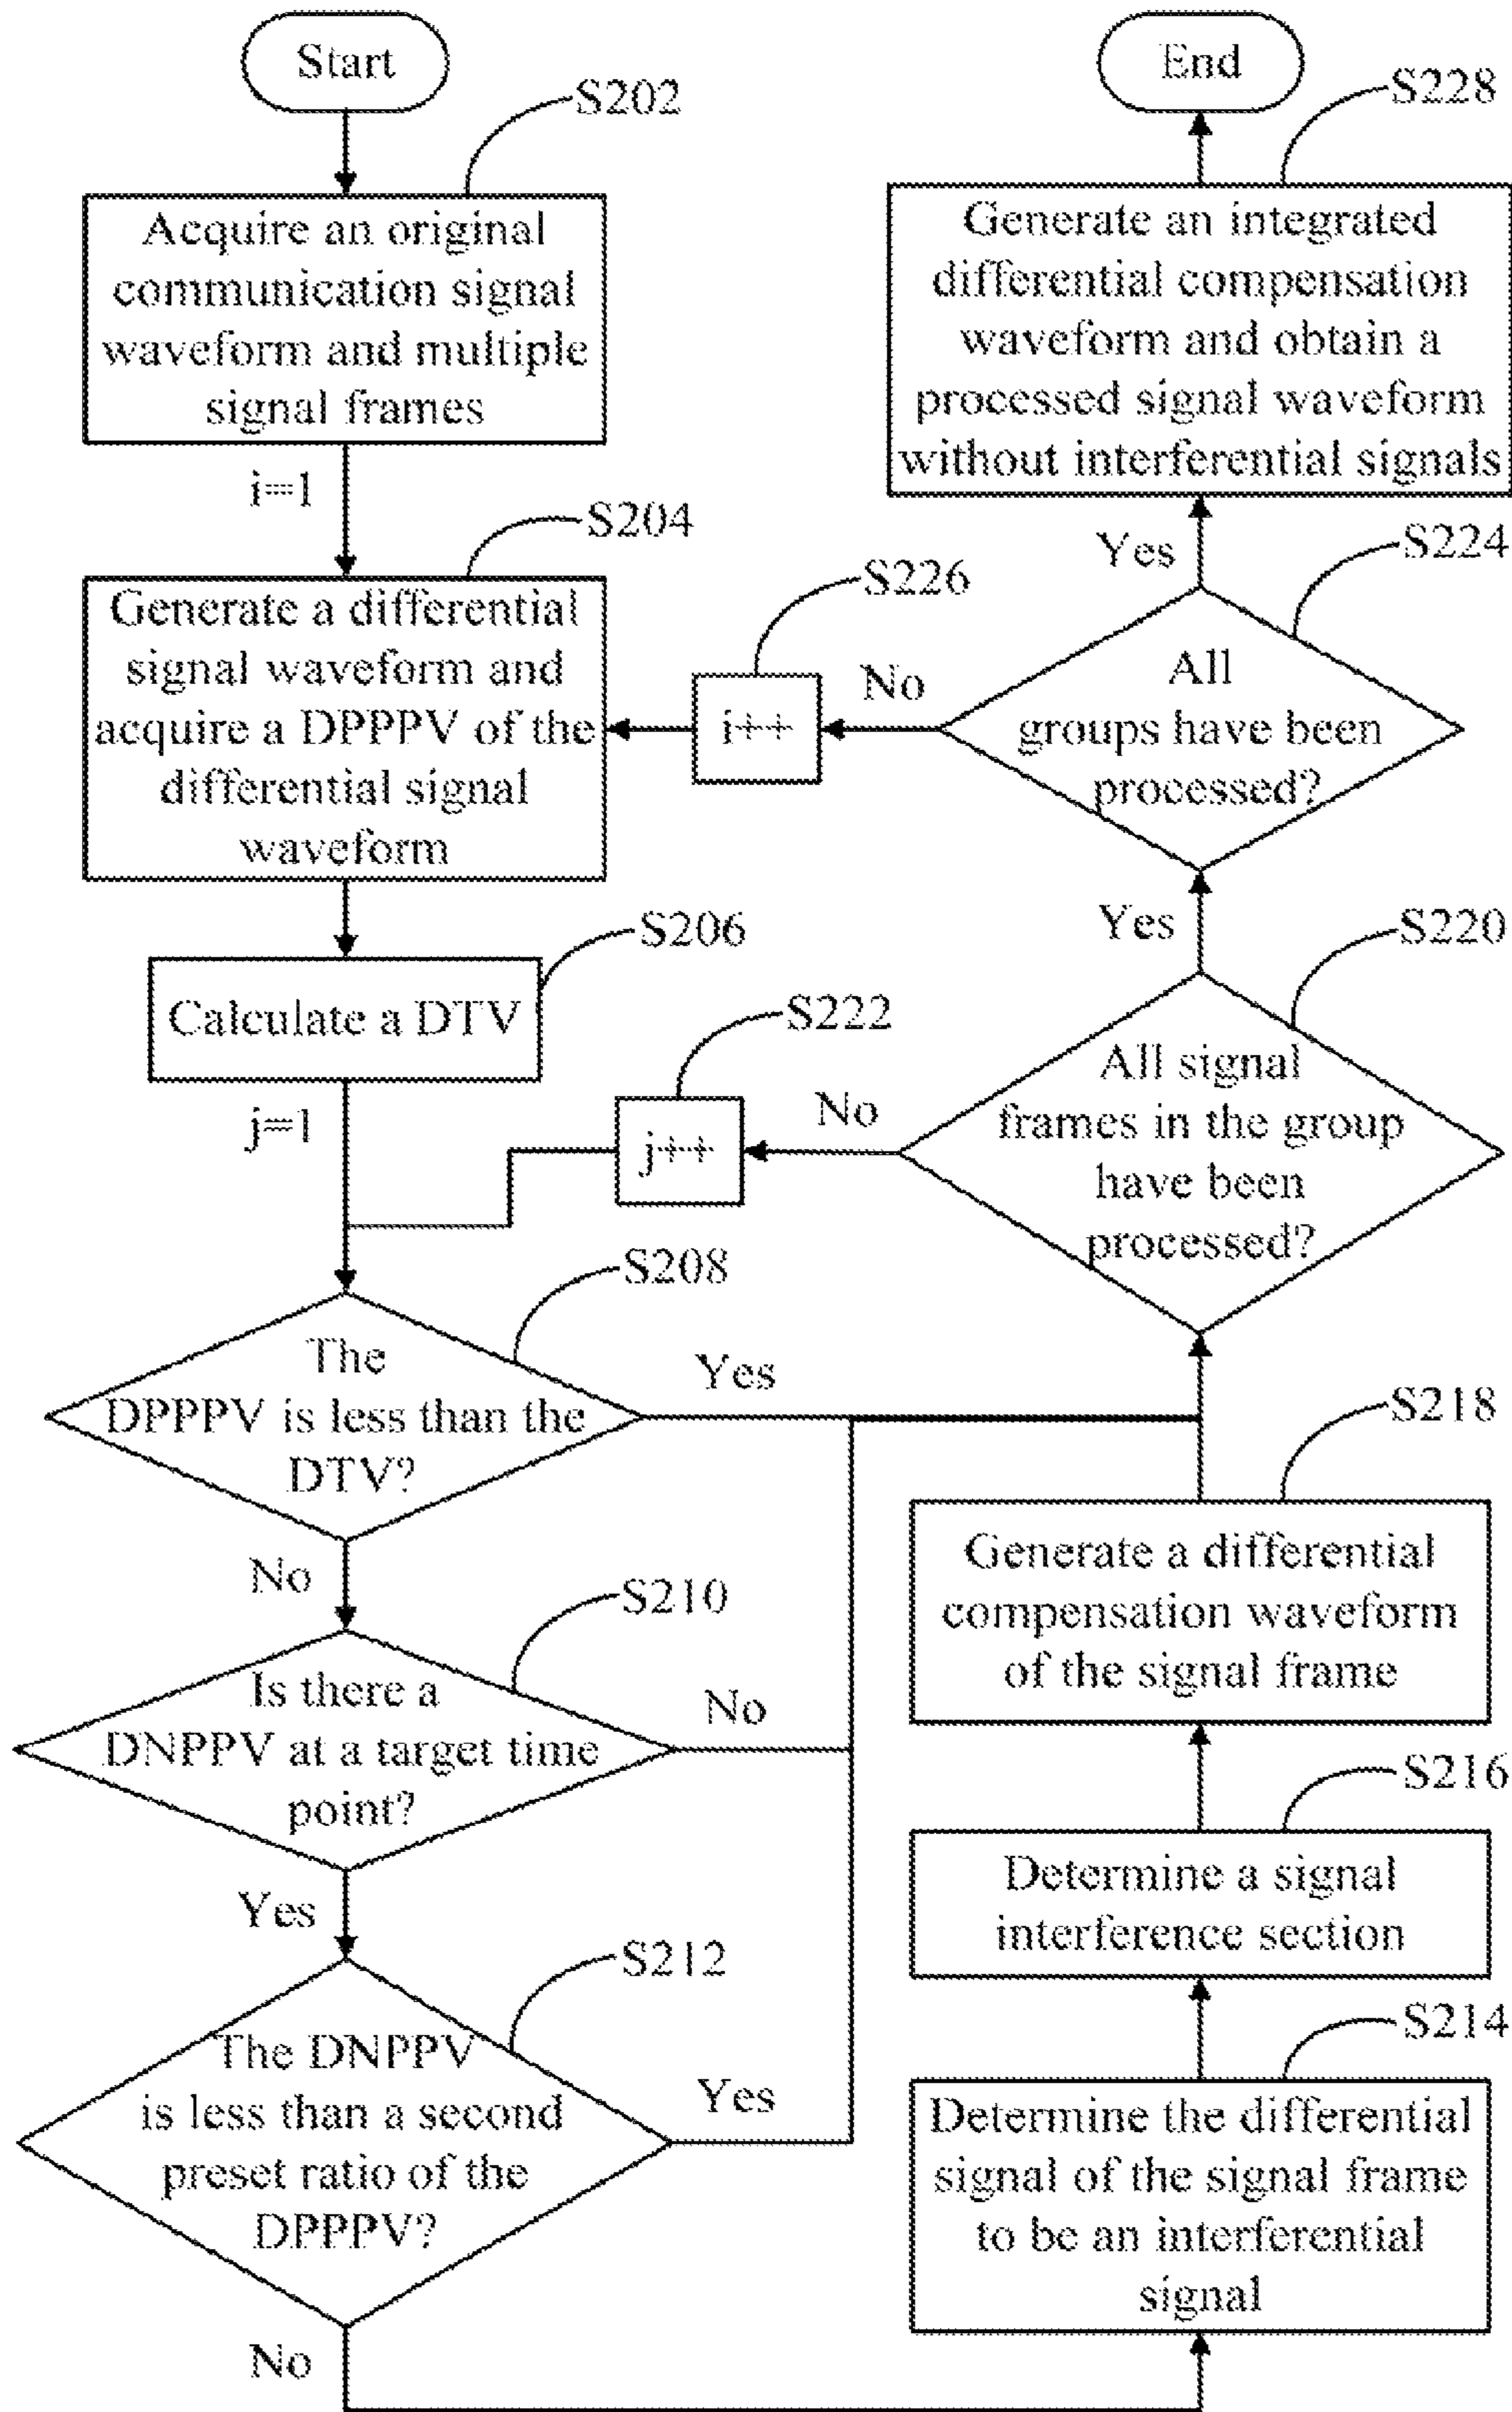 Start
S202
Acquire an original
communication signal
waveform and multiple
signal frames
i=1
S204
Generate a differential
signal waveform and
acquire a DPPPV of the
differential signal
waveform
S206
Calculate a DTV
j=1
S208
The
DPPPV is less than the
DTV?
Yes
No
S210
Is there a
DNPPV at a target time
point?
No
Yes
S212
The DNPPV
is less than a second
preset ratio of the
DPPPV?
Yes
No
S214
Determine the differential
signal of the signal frame
to be an interferential
signal
S216
Determine a signal
interference section
S218
Generate a differential
compensation waveform
of the signal frame
S220
All signal
frames in the group
have been
processed?
No
S222
j++
Yes
S224
All
groups have been
processed?
No
S226
i++
Yes
S228
Generate an integrated
differential compensation
waveform and obtain a
processed signal waveform
without interferential signals
End